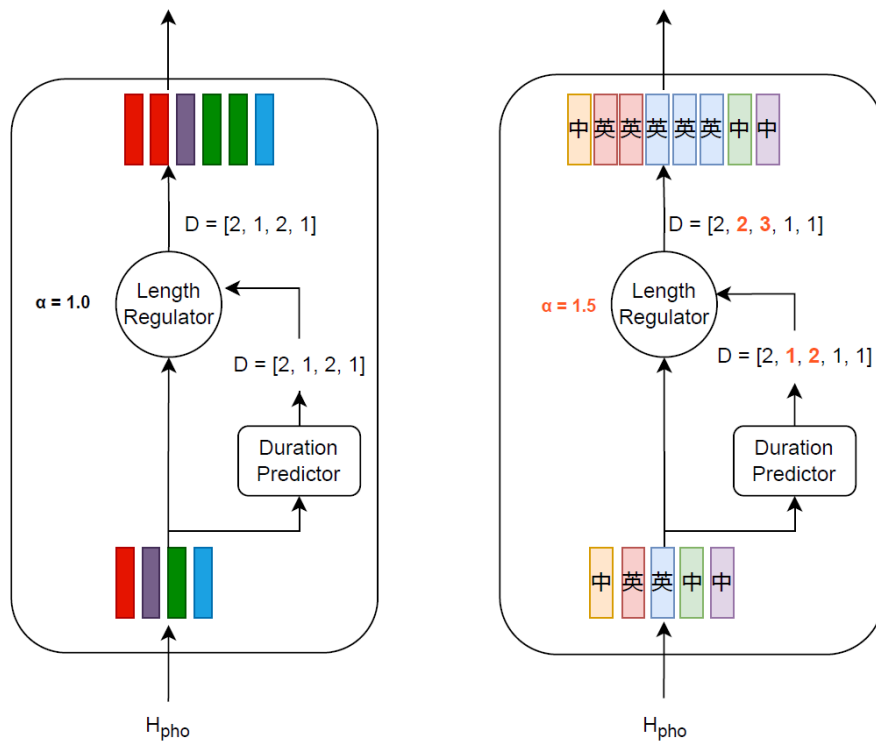 D = [2, 1, 2, 1]
α = 1.0
Length
Regulator
D = [2, 1, 2, 1]
Duration
Predictor
H_pho
中 英 英 英 英 英 中 中
D = [2, 2, 3, 1, 1]
α = 1.5
Length
Regulator
D = [2, 1, 2, 1, 1]
Duration
Predictor
中 英 英 中 中
H_pho